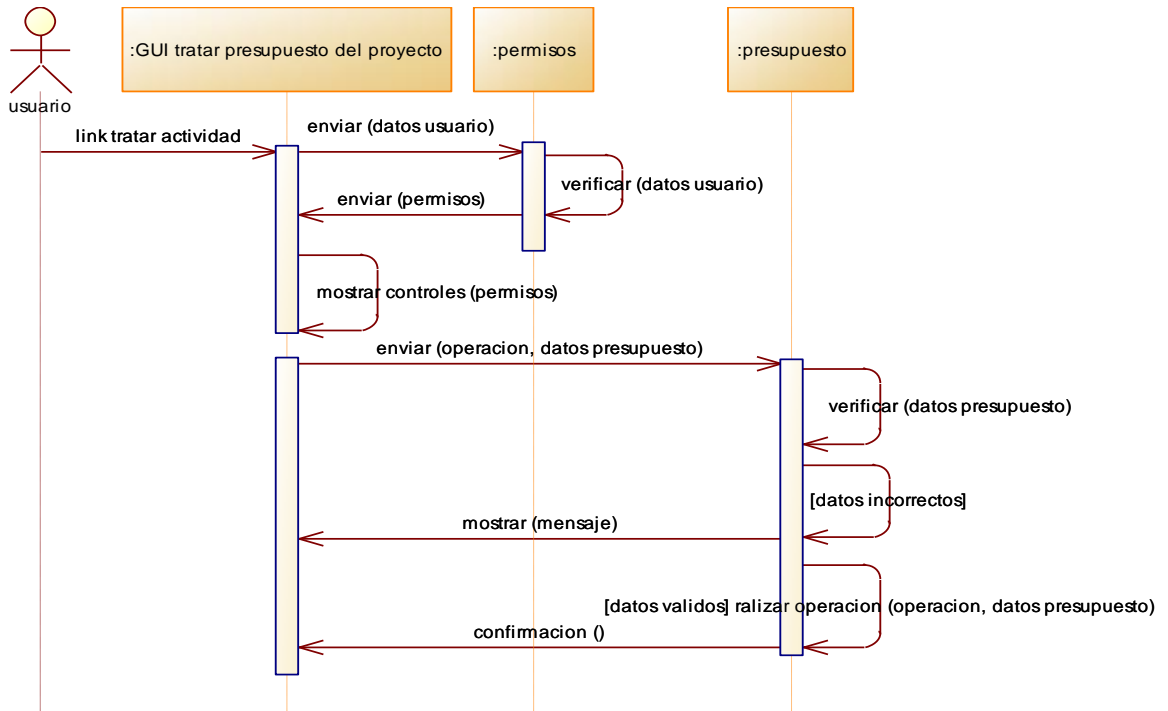 :GUI tratar presupuesto del proyecto
:permisos
:presupuesto
usuario
link tratar actividad
enviar (datos usuario)
verificar (datos usuario)
enviar (permisos)
mostrar controles (permisos)
enviar (operacion, datos presupuesto)
verificar (datos presupuesto)
[datos incorrectos]
mostrar (mensaje)
[datos validos] ralizar operacion (operacion, datos presupuesto)
confirmacion ()